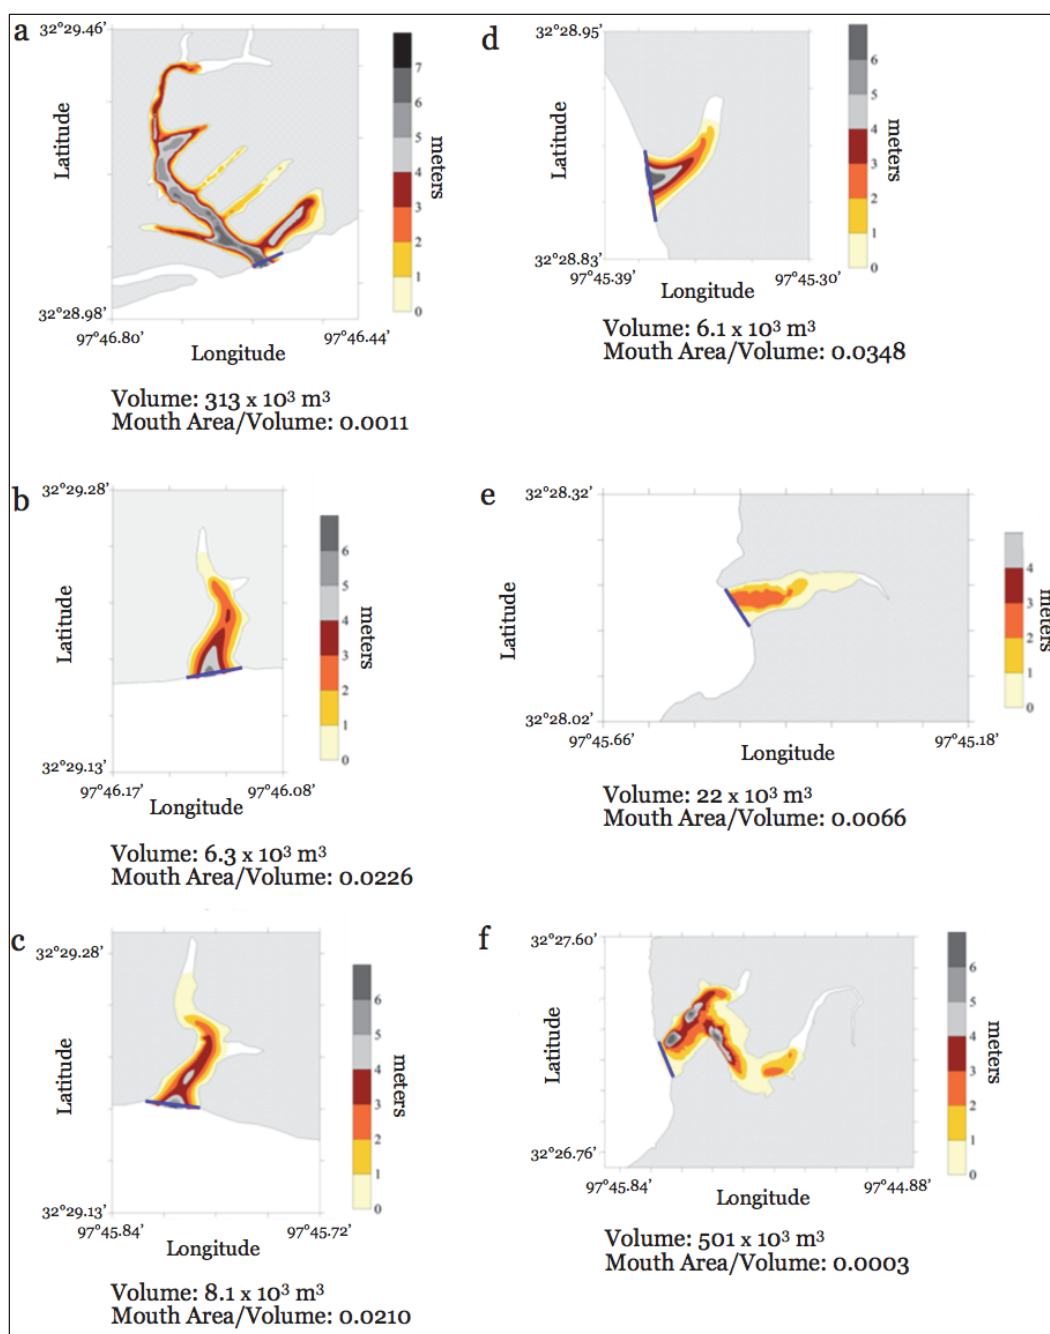 a
32°29.46'
Latitude
32°28.98'
97°46.80'
97°46.44'
Longitude
7
6
5
4
3
2
1
0
meters
Volume: 313 x 10³ m³
Mouth Area/Volume: 0.0011
b
32°29.28'
Latitude
32°29.13'
97°46.17'
97°46.08'
Longitude
6
5
4
3
2
1
0
meters
Volume: 6.3 x 10³ m³
Mouth Area/Volume: 0.0226
c
32°29.28'
Latitude
32°29.13'
97°45.84'
97°45.72'
Longitude
6
5
4
3
2
1
0
meters
Volume: 8.1 x 10³ m³
Mouth Area/Volume: 0.0210
d
32°28.95'
Latitude
32°28.83'
97°45.39'
97°45.30'
Longitude
6
5
4
3
2
1
0
meters
Volume: 6.1 x 10³ m³
Mouth Area/Volume: 0.0348
e
32°28.32'
Latitude
32°28.02'
97°45.66'
97°45.18'
Longitude
4
3
2
1
0
meters
Volume: 22 x 10³ m³
Mouth Area/Volume: 0.0066
f
32°27.60'
Latitude
32°26.76'
97°45.84'
97°44.88'
Longitude
6
5
4
3
2
1
0
meters
Volume: 501 x 10³ m³
Mouth Area/Volume: 0.0003